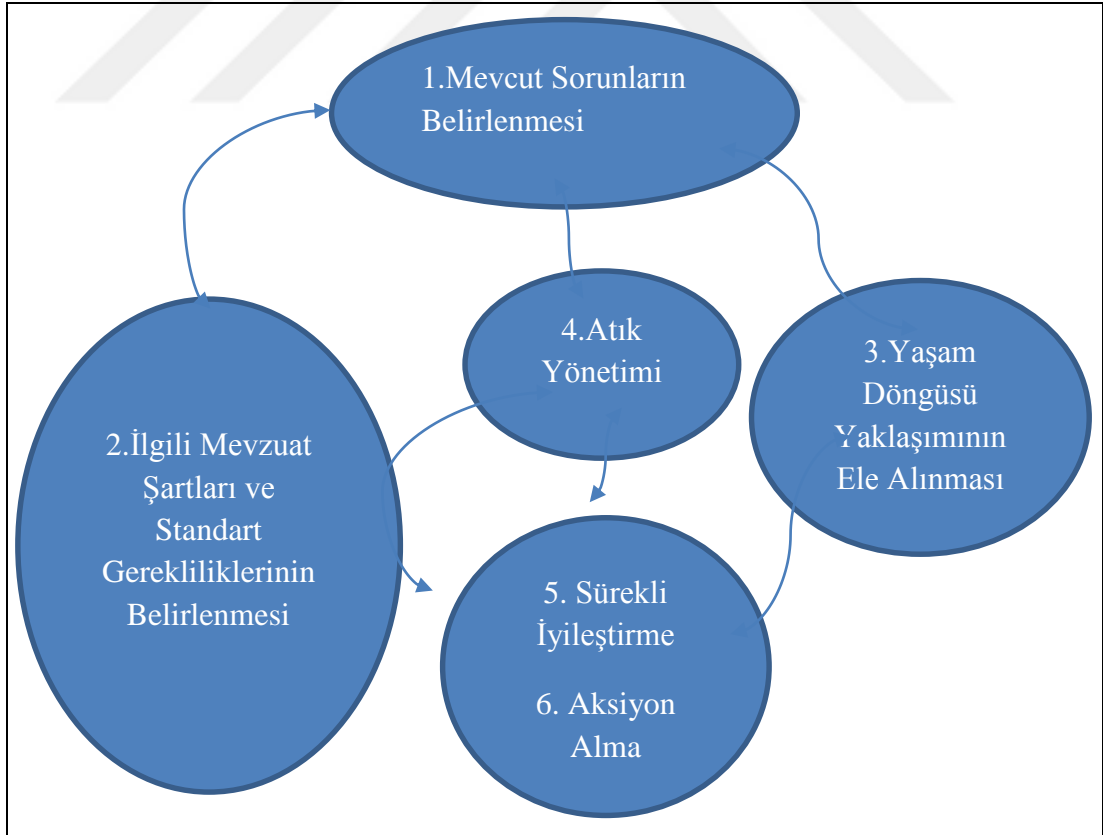 1.Mevcut Sorunların
Belirlenmesi
2.İlgili Mevzuat
Şartları ve
Standart
Gerekliliklerinin
Belirlenmesi
3.Yaşam
Döngüsü
Yaklaşımının
Ele Alınması
4.Atık
Yönetimi
5. Sürekli
İyileştirme
6. Aksiyon
Alma